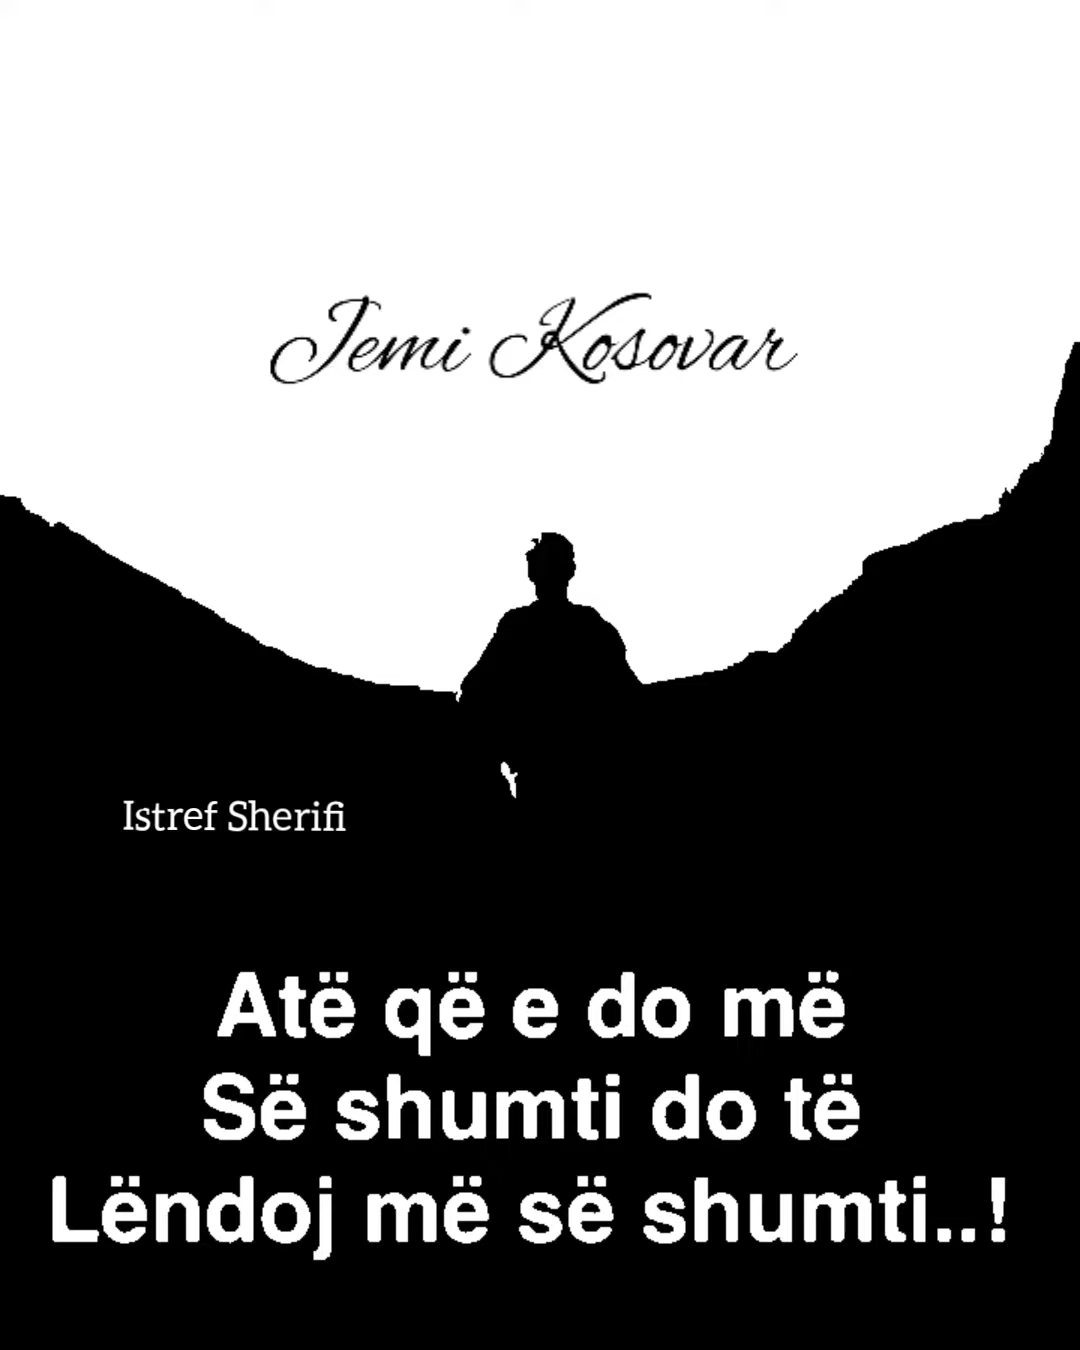 Jemi Kosovar
Istref Sherifi
Atë që e do më
Së shumti do të
Lëndoj më së shumti..!